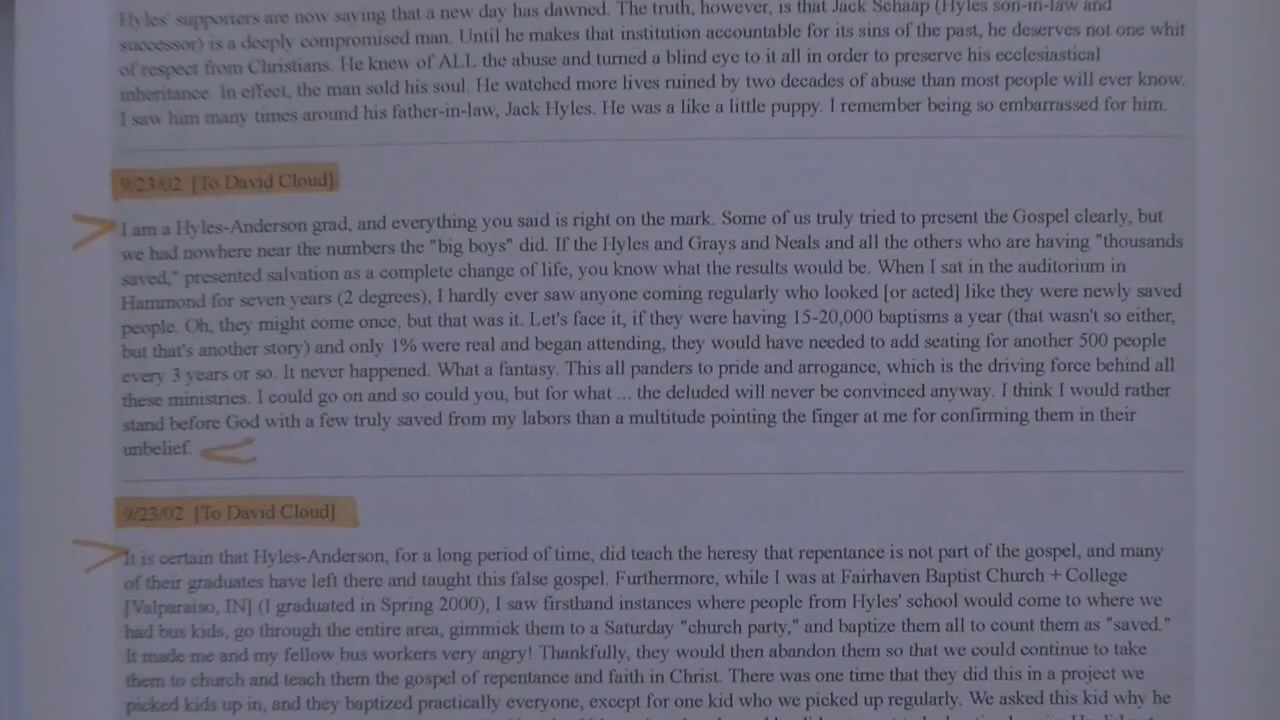 Hyles' supporters are now saying that a new day has dawned. The truth, however, is that Jack Schaap (Hyles son-in-law and
successor) is a deeply compromised man. Until he makes that institution accountable for its sins of the past, he deserves not one whit
of respect from Christians. He knew of ALL the abuse and turned a blind eye to it all in order to preserve his ecclesiastical
inheritance. In effect, the man sold his soul. He watched more lives ruined by two decades of abuse than most people will ever know.
I saw him many times around his father-in-law, Jack Hyles. He was a like a little puppy. I remember being so embarrassed for him.
9/23/02 [To David Cloud]
I am a Hyles-Anderson grad, and everything you said is right on the mark. Some of us truly tried to present the Gospel clearly, but
we had nowhere near the numbers the "big boys" did. If the Hyles and Grays and Neals and all the others who are having "thousands
saved," presented salvation as a complete change of life, you know what the results would be. When I sat in the auditorium in
Hammond for seven years (2 degrees), I hardly ever saw anyone coming regularly who looked [or acted] like they were newly saved
people. Oh, they might come once, but that was it. Let's face it, if they were having 15-20,000 baptisms a year (that wasn't so either,
but that's another story) and only 1% were real and began attending, they would have needed to add seating for another 500 people
every 3 years or so. It never happened. What a fantasy. This all panders to pride and arrogance, which is the driving force behind all
these ministries. I could go on and so could you, but for what ... the deluded will never be convinced anyway. I think I would rather
stand before God with a few truly saved from my labors than a multitude pointing the finger at me for confirming them in their
unbelief.
9/23/02 [To David Cloud]
It is certain that Hyles-Anderson, for a long period of time, did teach the heresy that repentance is not part of the gospel, and many
of their graduates have left there and taught this false gospel. Furthermore, while I was at Fairhaven Baptist Church + College
[Valparaiso, IN] (I graduated in Spring 2000), I saw firsthand instances where people from Hyles' school would come to where we
had bus kids, go through the entire area, gimmick them to a Saturday "church party," and baptize them all to count them as "saved."
It made me and my fellow bus workers very angry! Thankfully, they would then abandon them so that we could continue to take
them to church and teach them the gospel of repentance and faith in Christ. There was one time that they did this in a project we
picked kids up in, and they baptized practically everyone, except for one kid who we picked up regularly. We asked this kid why he